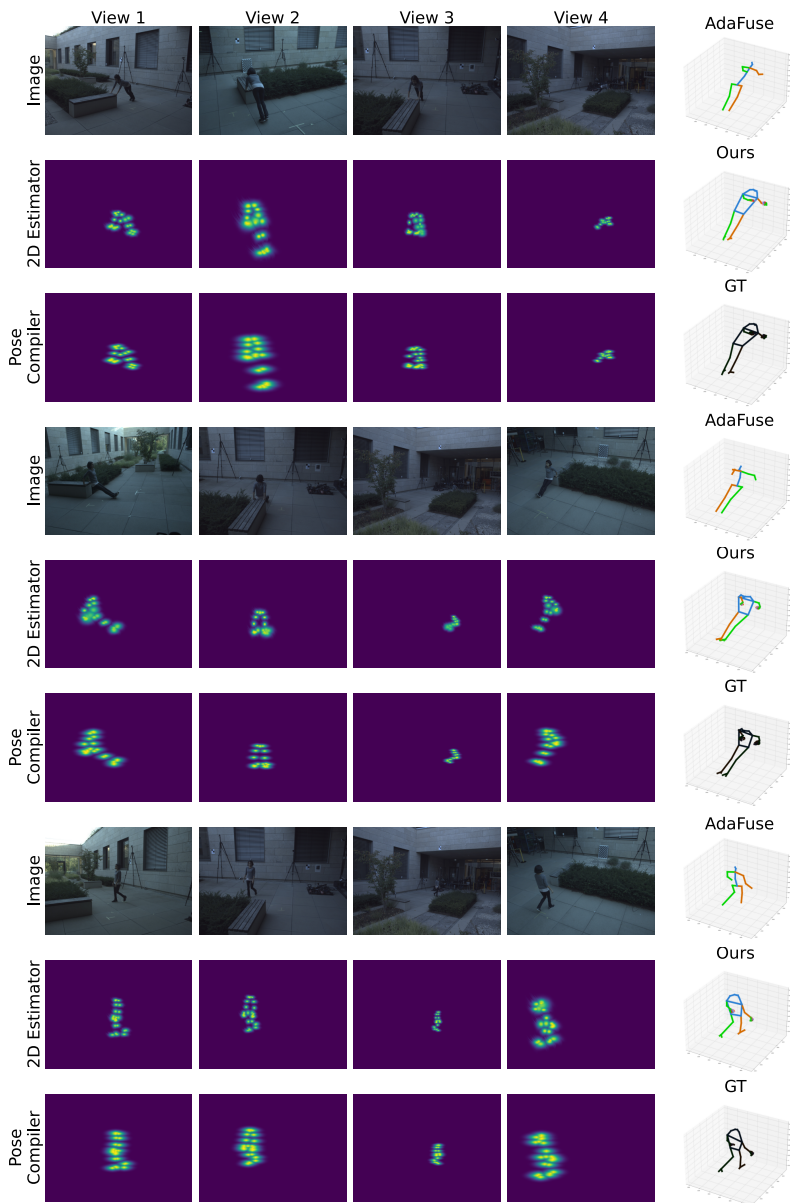 View 1 View 2 View 3 View 4
AdaFuse
Image
Ours
2D Estimator
GT
Pose
Compiler
AdaFuse
Image
Ours
2D Estimator
GT
Pose
Compiler
AdaFuse
Image
Ours
2D Estimator
GT
Pose
Compiler